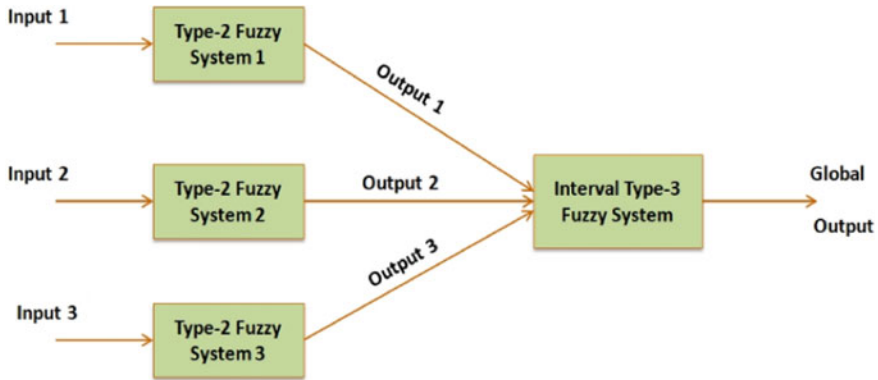 Input 1
Type-2 Fuzzy
System 1
Output 1
Input 2
Type-2 Fuzzy
System 2
Output 2
Interval Type-3
Fuzzy System
Global
Output
Input 3
Type-2 Fuzzy
System 3
Output 3